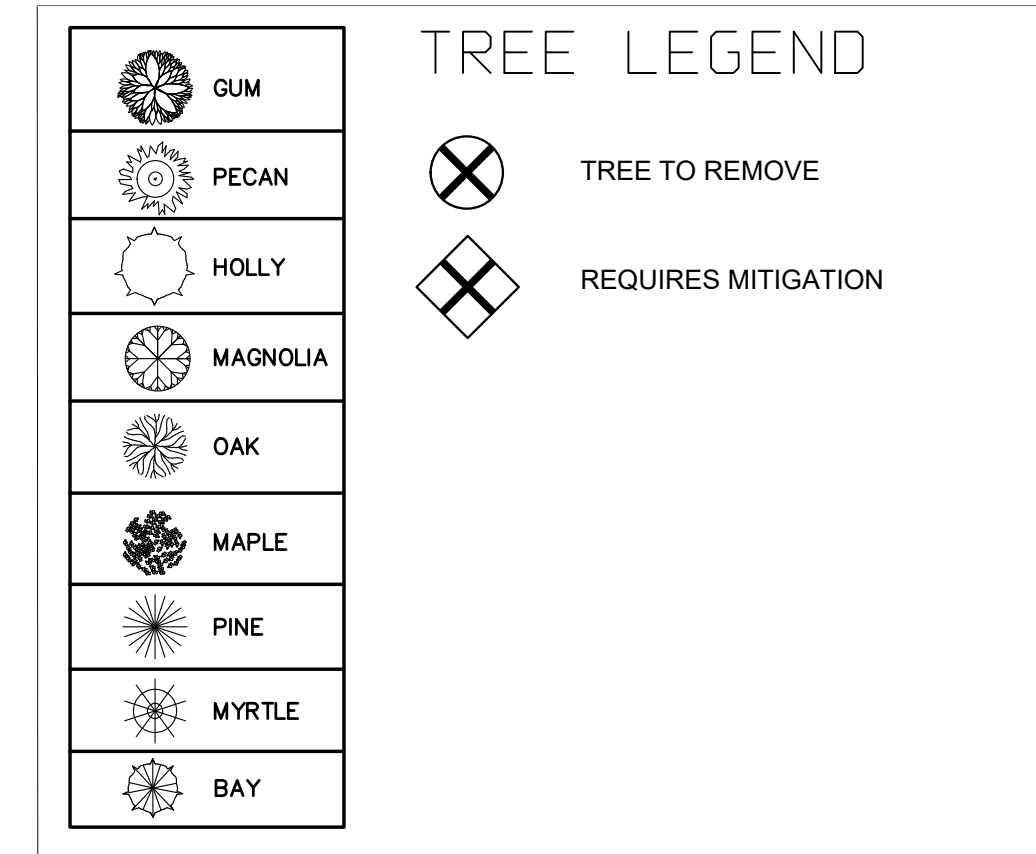 TREE LEGEND
GUM
PECAN
HOLLY
MAGNOLIA
OAK
MAPLE
PINE
MYRTLE
BAY
TREE TO REMOVE
REQUIRES MITIGATION